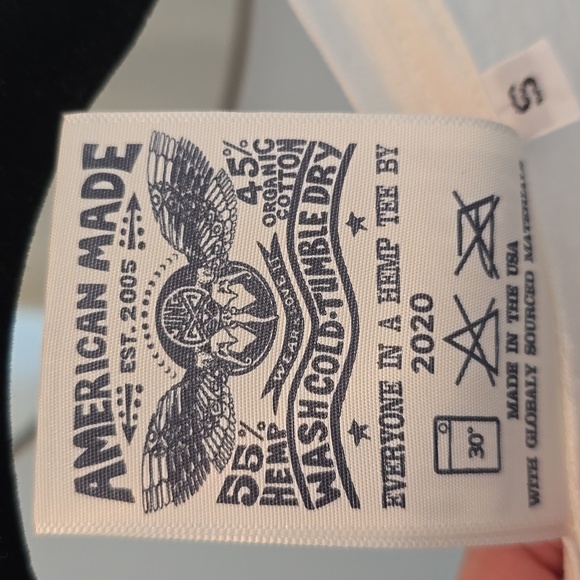 AMERICAN MADE
EST. 2005
45%
ORGANIC
COTTON
55%
HEMP
WASH COLD·TUMBLE DRY
EVERYONE IN A HEMP TEE BY
2020
30°
MADE IN THE USA
WITH GLOBALY SOURCED MATERIALS
S